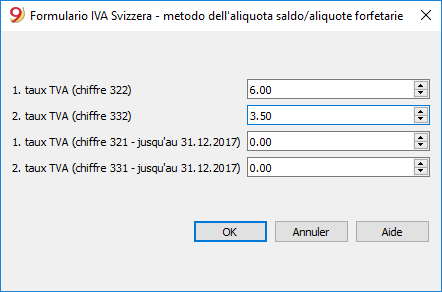 9 Formulario IVA Svizzera - metodo dell'aliquota saldo/aliquote forfetarie
1. taux TVA (chiffre 322) 6.00
2. taux TVA (chiffre 332) 3.50
1. taux TVA (chiffre 321 - jusqu'au 31.12.2017) 0.00
2. taux TVA (chiffre 331 - jusqu'au 31.12.2017) 0.00
OK Annuler Aide